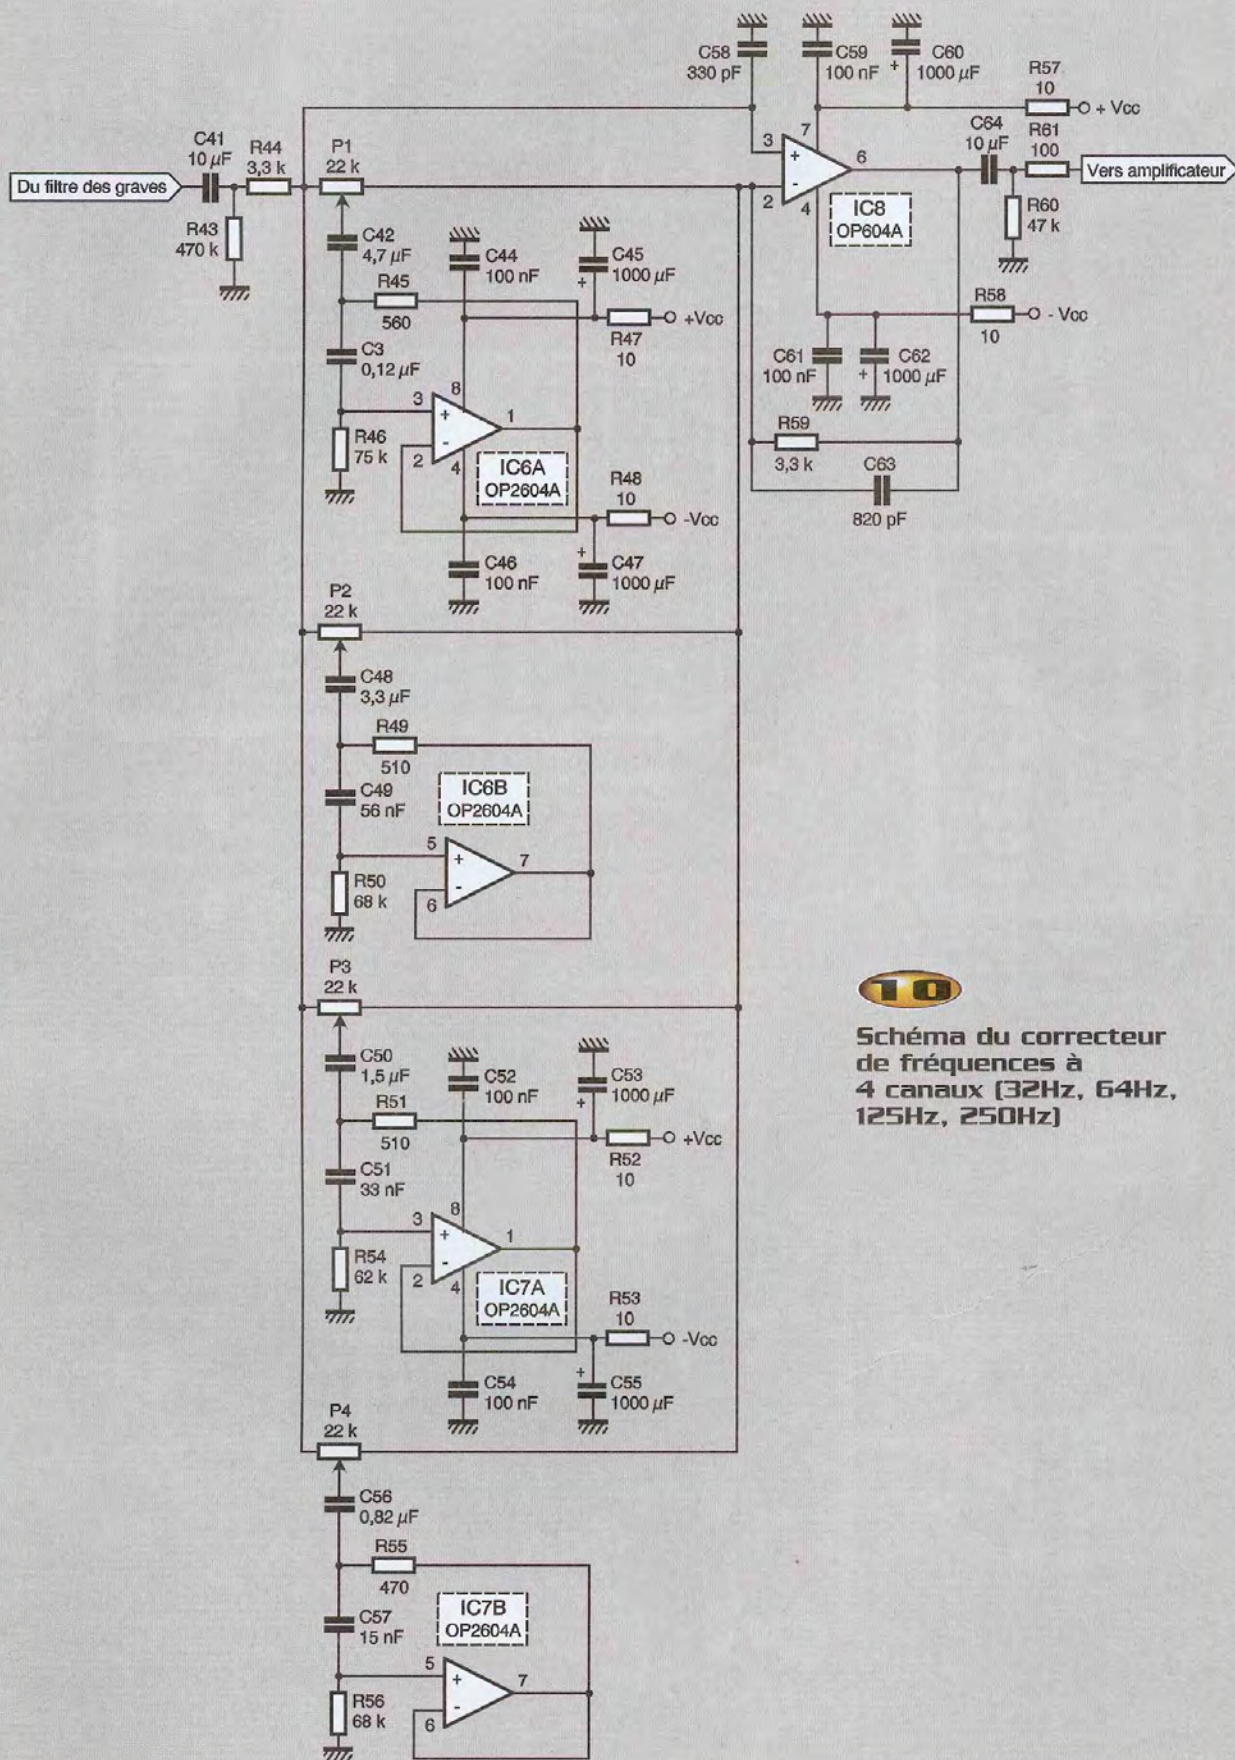 C58
330 pF
C59
100 nF
C60
+
1000 µF
R57
10
+ Vcc
C41
10 µF
R44
3,3 k
P1
22 k
3
+
7
6
C64
10 µF
R61
100
Du filtre des graves
Vers amplificateur
-
2
4
IC8
OP604A
R43
470 k
R60
47 k
C42
4,7 µF
C44
100 nF
C45
+
1000 µF
R45
560
+Vcc
R47
10
R58
- Vcc
10
C3
0,12 µF
C61
100 nF
C62
+
1000 µF
8
3
+
1
R46
75 k
-
2
4
IC6A
OP2604A
R59
3,3 k
R48
10
-Vcc
C63
820 pF
C46
100 nF
+
C47
1000 µF
P2
22 k
C48
3,3 µF
R49
510
IC6B
OP2604A
C49
56 nF
5
+
7
R50
68 k
-
6
P3
22 k
10
Schéma du correcteur
de fréquences à
4 canaux (32Hz, 64Hz,
125Hz, 250Hz)
C50
1,5 µF
C52
100 nF
C53
1000 µF
+
R51
510
+Vcc
R52
10
C51
33 nF
8
3
+
1
R54
62 k
-
2
4
IC7A
OP2604A
R53
10
-Vcc
C54
100 nF
+
C55
1000 µF
P4
22 k
C56
0,82 µF
R55
470
IC7B
OP2604A
C57
15 nF
5
+
7
R56
68 k
-
6